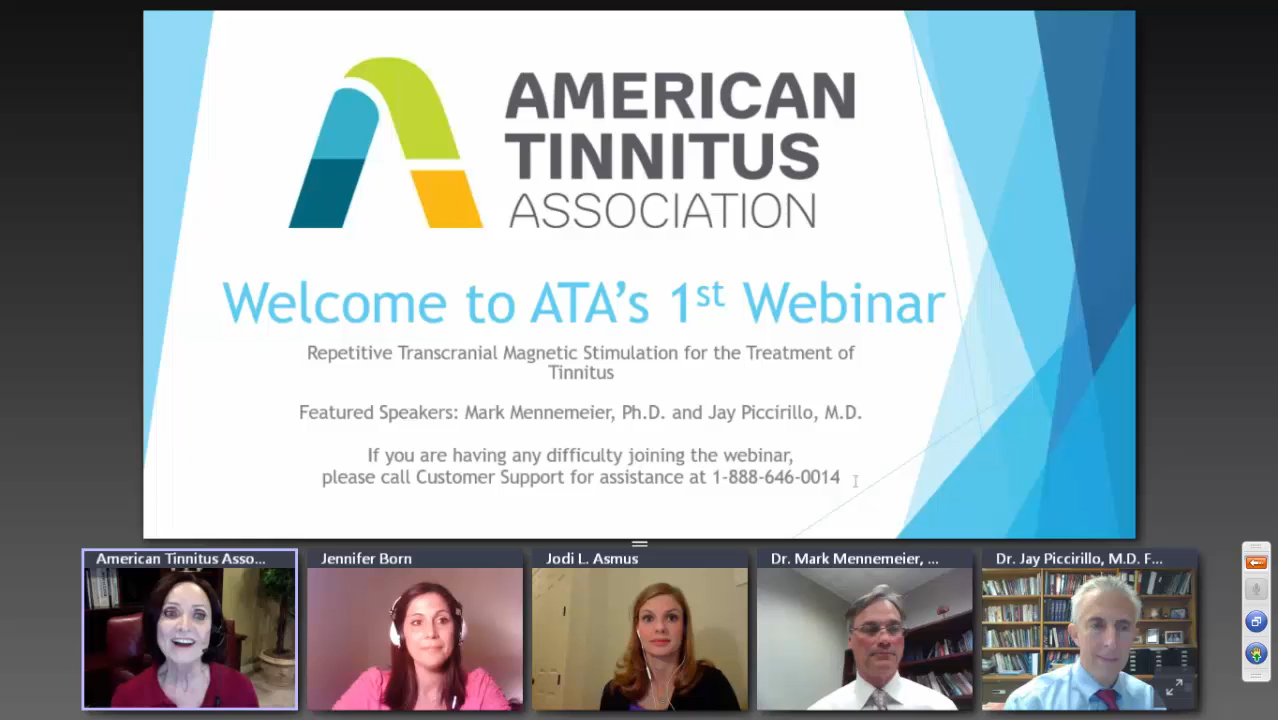 AMERICAN
TINNITUS
ASSOCIATION
Welcome to ATA's 1st Webinar
Repetitive Transcranial Magnetic Stimulation for the Treatment of
Tinnitus
Featured Speakers: Mark Mennemeier, Ph.D. and Jay Piccirillo, M.D.
If you are having any difficulty joining the webinar,
please call Customer Support for assistance at 1-888-646-0014
American Tinnitus Asso...
Jennifer Born
Jodi L. Asmus
Dr. Mark Mennemeier, ...
Dr. Jay Piccirillo, M.D. F...